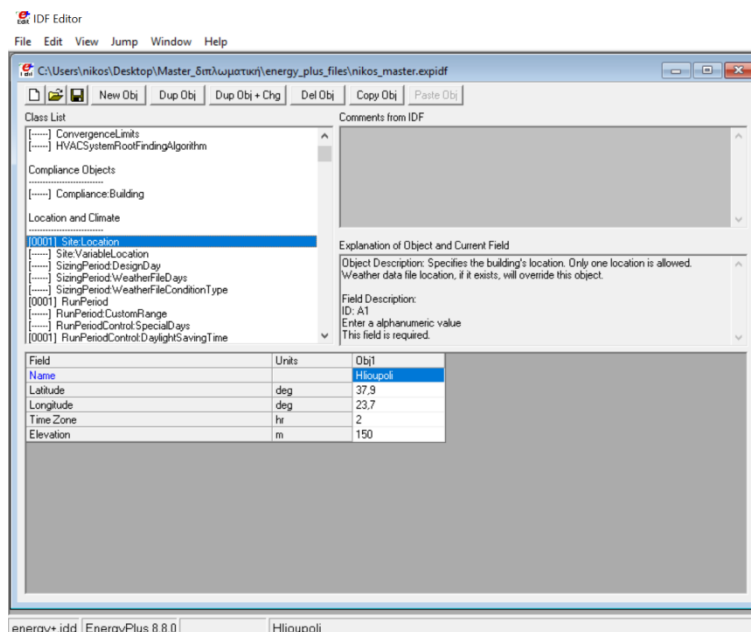 IDF Editor
File Edit View Jump Window Help
C:\Users\nikos\Desktop\Master_διπλωματική\energy_plus_files\nikos_master.expidf
New Obj Dup Obj Dup Obj + Chg Del Obj Copy Obj Paste Obj
Class List
[------] ConvergenceLimits
[------] HVACSystemRootFindingAlgorithm
Compliance Objects
--------------------------
[------] Compliance:Building
Location and Climate
--------------------------
[0001] Site:Location
[------] Site:VariableLocation
[------] SizingPeriod:DesignDay
[------] SizingPeriod:WeatherFileDays
[------] SizingPeriod:WeatherFileConditionType
[0001] RunPeriod
[------] RunPeriod:CustomRange
[------] RunPeriodControl:SpecialDays
[0001] RunPeriodControl:DaylightSavingTime
Comments from IDF
Explanation of Object and Current Field
Object Description: Specifies the building's location. Only one location is allowed.
Weather data file location, if it exists, will override this object.
Field Description:
ID: A1
Enter a alphanumeric value
This field is required.
Field Units Obj1
Name Hlioupoli
Latitude deg 37,9
Longitude deg 23,7
Time Zone hr 2
Elevation m 150
energy+.idd EnergyPlus 8.8.0 Hlioupoli